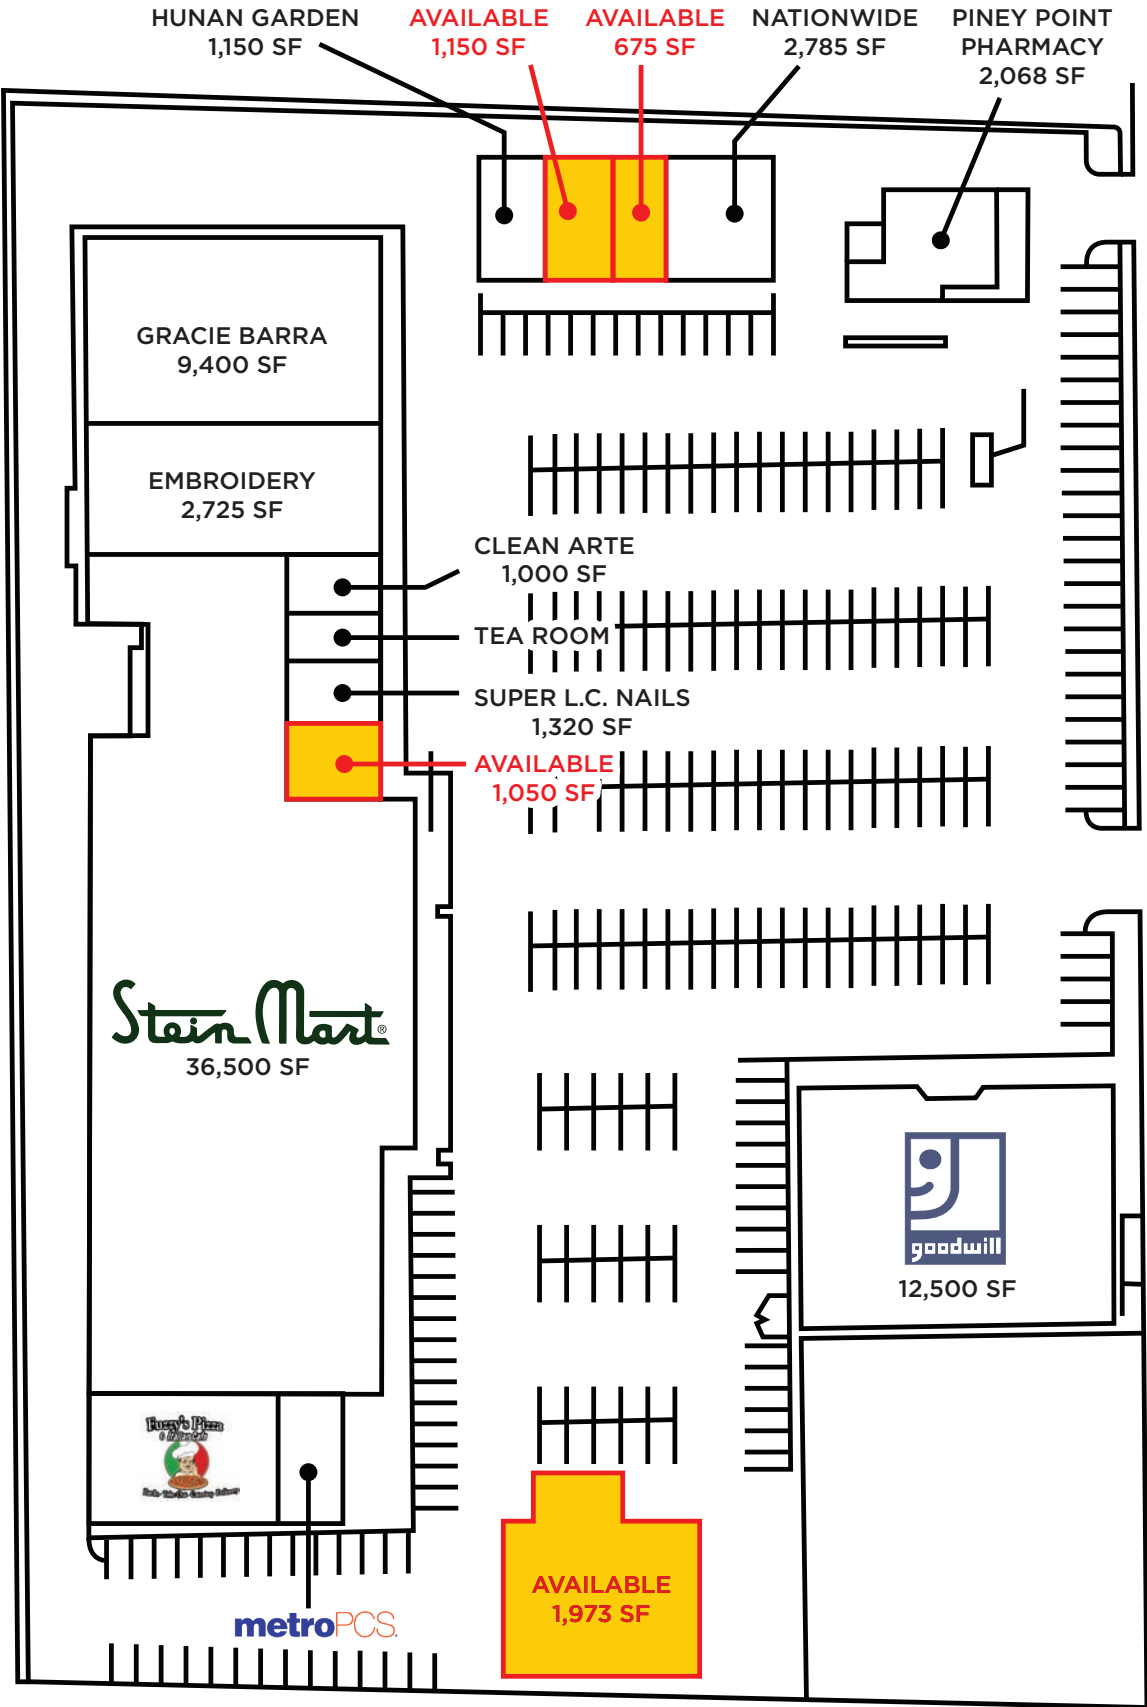 HUNAN GARDEN
1,150 SF
AVAILABLE
1,150 SF
AVAILABLE
675 SF
NATIONWIDE
2,785 SF
PINEY POINT
PHARMACY
2,068 SF
GRACIE BARRA
9,400 SF
EMBROIDERY
2,725 SF
CLEAN ARTE
1,000 SF
TEA ROOM
SUPER L.C. NAILS
1,320 SF
AVAILABLE
1,050 SF
Stein Mart®
36,500 SF
goodwill
12,500 SF
Fuzzy's Pizza
& Italian Cafe
AVAILABLE
1,973 SF
metroPCS.